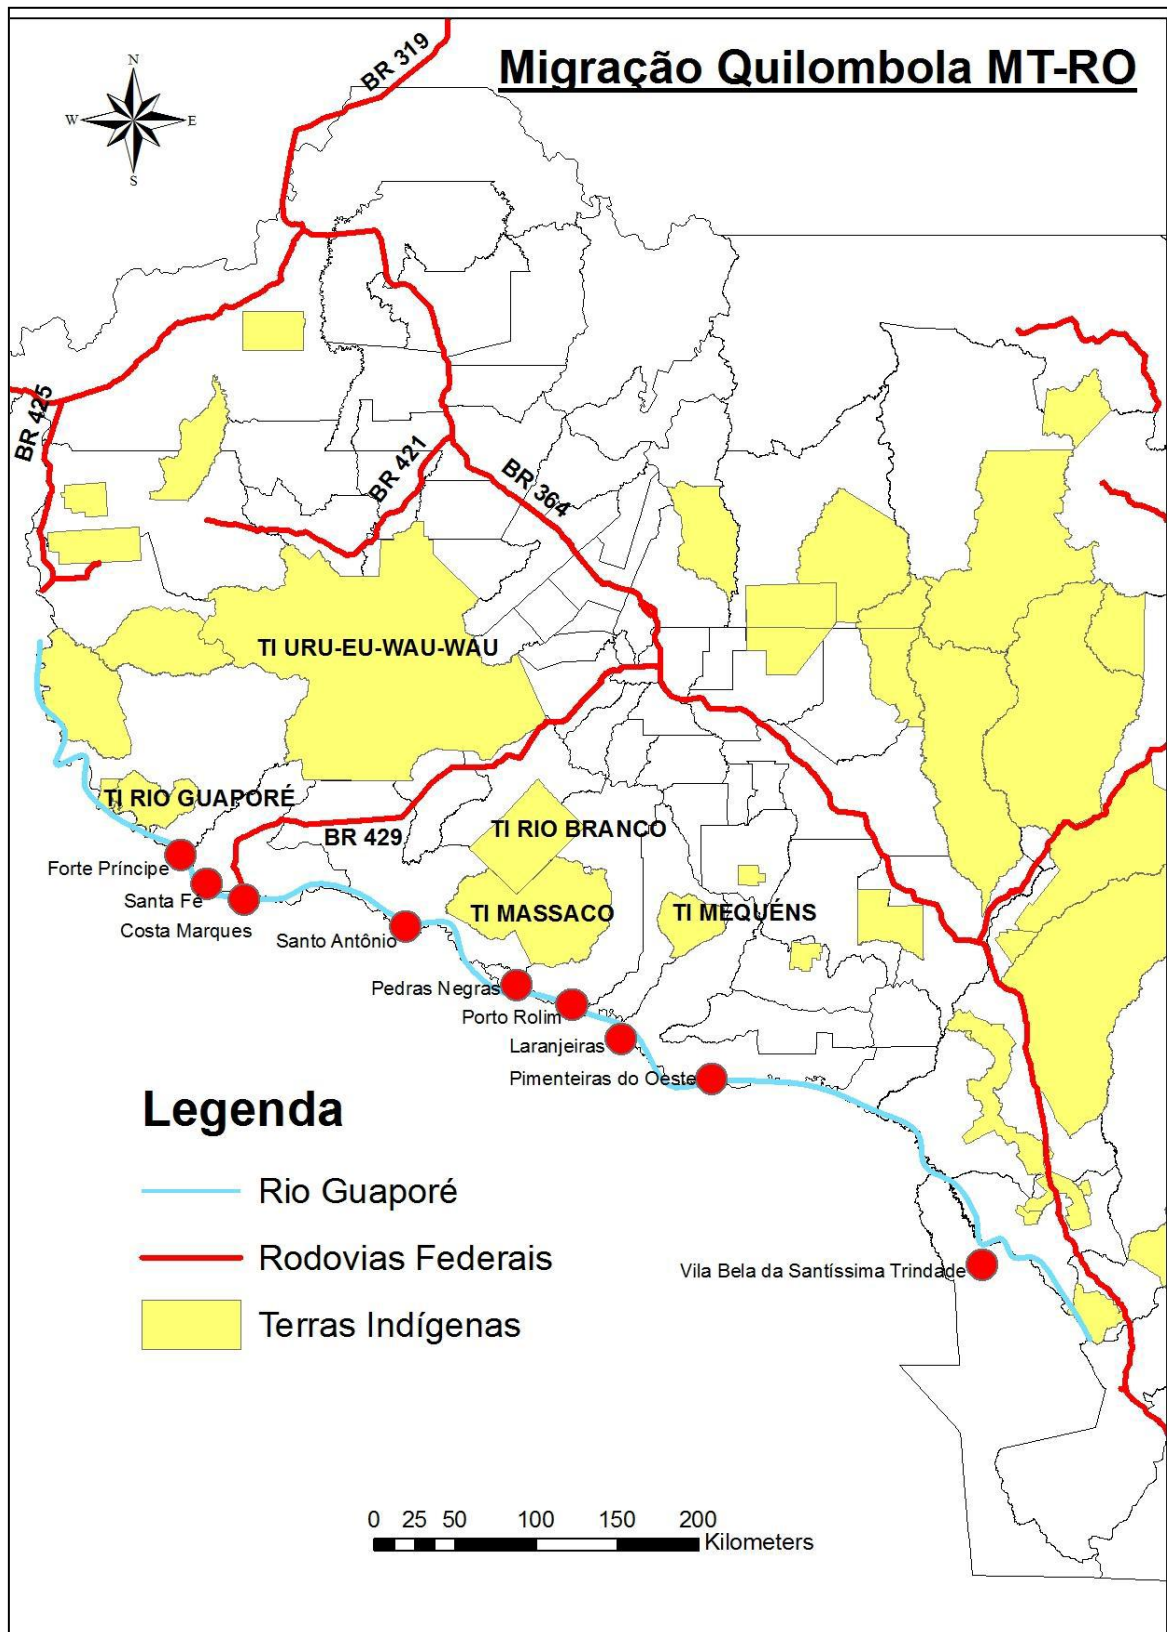 Migração Quilombola MT-RO
N
W
E
S
BR 319
BR 425
BR 421
BR 364
TI URU-EU-WAU-WAU
TI RIO GUAPORÉ
TI RIO BRANCO
BR 429
Forte Príncipe
Santa Fé
Costa Marques
Santo Antônio
TI MASSACO
TI MEQUÉNS
Pedras Negras
Porto Rolim
Laranjeiras
Pimenteiras do Oeste
Vila Bela da Santíssima Trindade
Legenda
Rio Guaporé
Rodovias Federais
Terras Indígenas
0 25 50 100 150 200
Kilometers